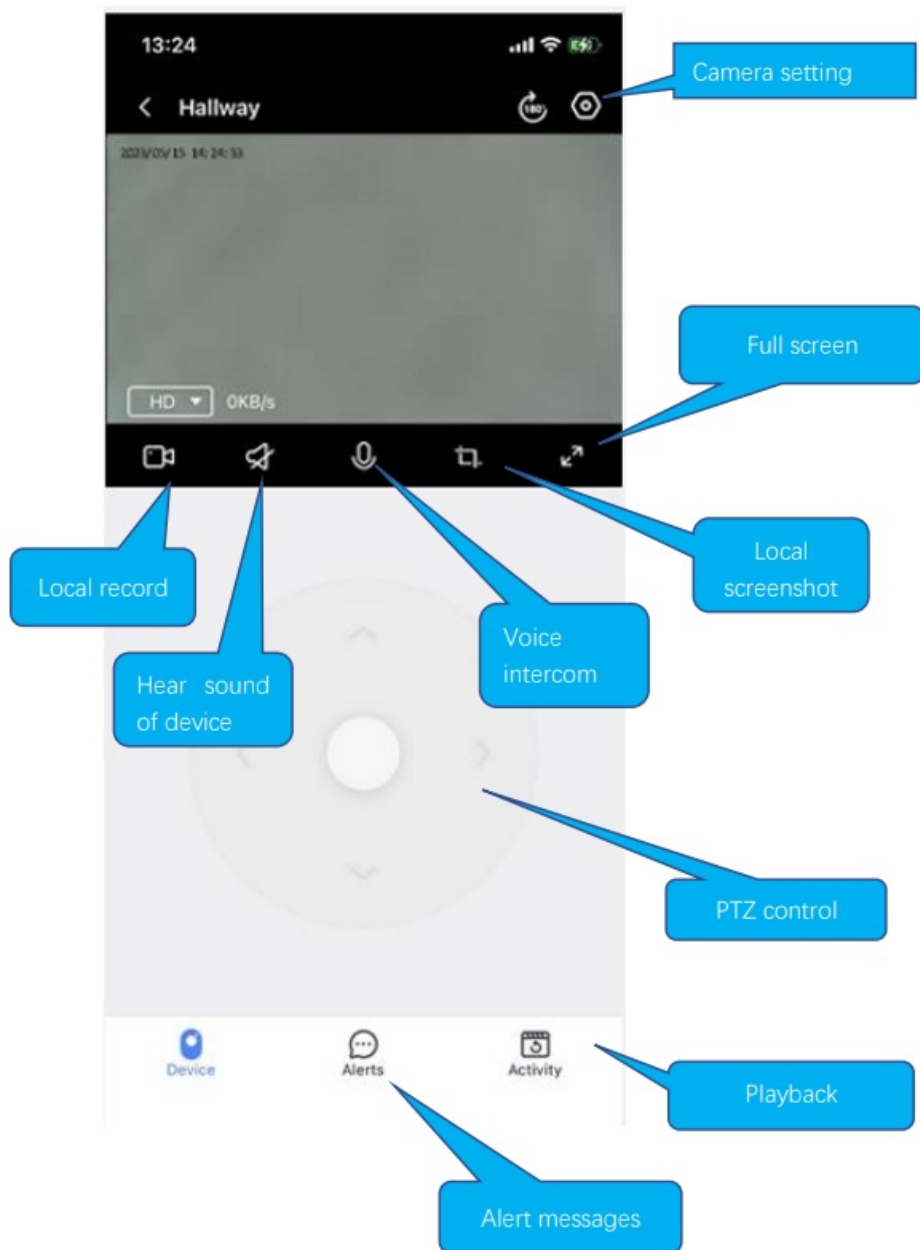 13:24
Camera setting
Hallway
180°
2023/05/15 14:24:33
Full screen
HD
0KB/s
Local record
Local
screenshot
Voice
intercom
Hear sound
of device
PTZ control
Device
Alerts
Activity
Playback
Alert messages